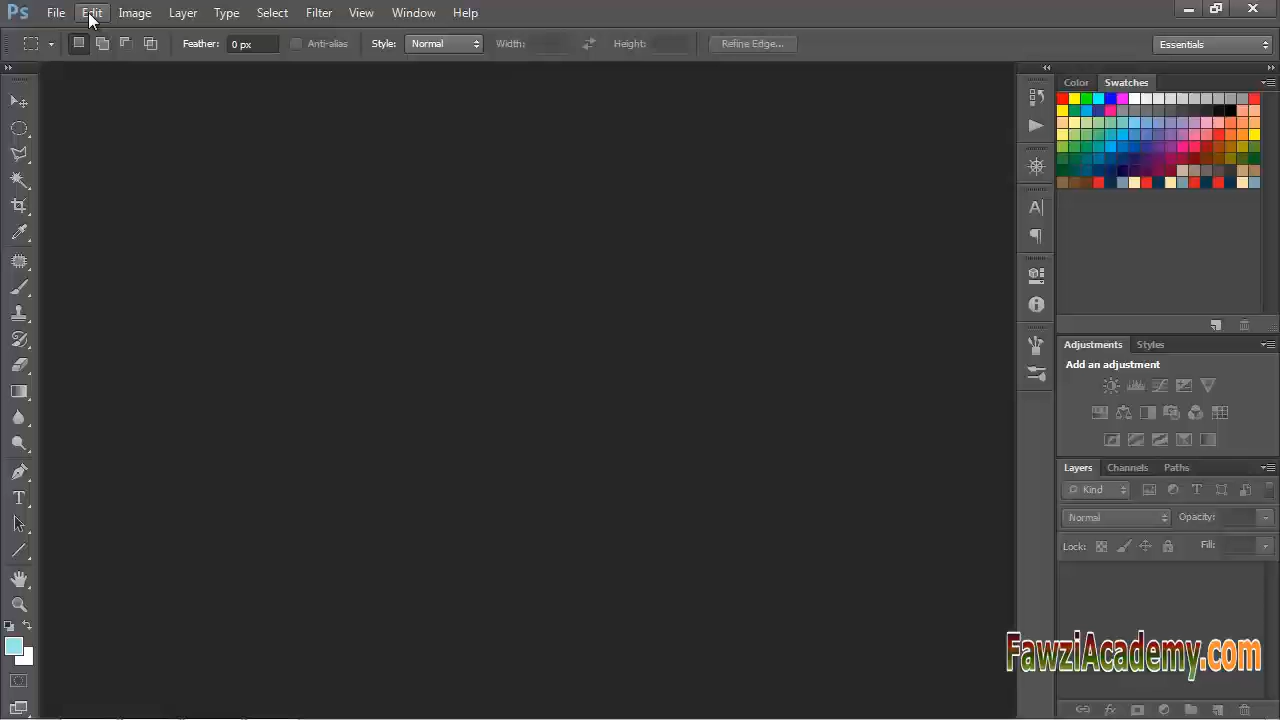 Ps File Edit Image Layer Type Select Filter View Window Help
Feather: 0 px Anti-alias Style: Normal Width: Height: Refine Edge... Essentials
Color Swatches
Adjustments Styles
Add an adjustment
Layers Channels Paths
Kind
Normal Opacity:
Lock: Fill:
FawziAcademy.com